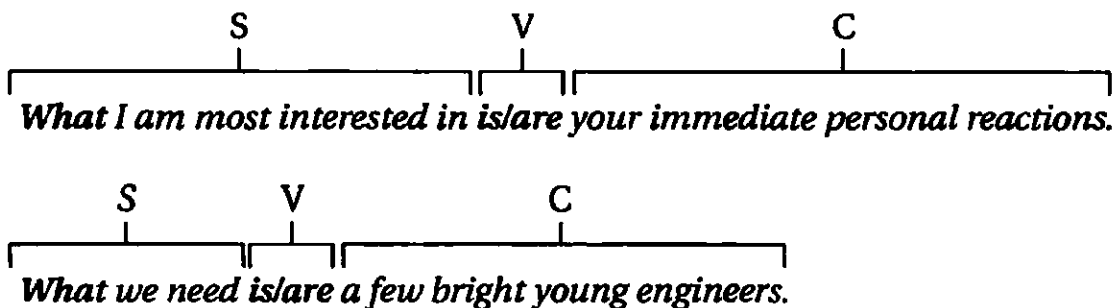 S V C
What I am most interested in is/are your immediate personal reactions.
S V C
What we need is/are a few bright young engineers.